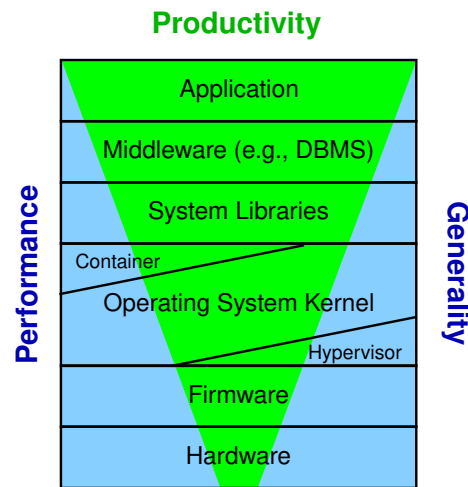 Productivity
Application
Middleware (e.g., DBMS)
System Libraries
Performance
Generality
Container
Operating System Kernel
Hypervisor
Firmware
Hardware